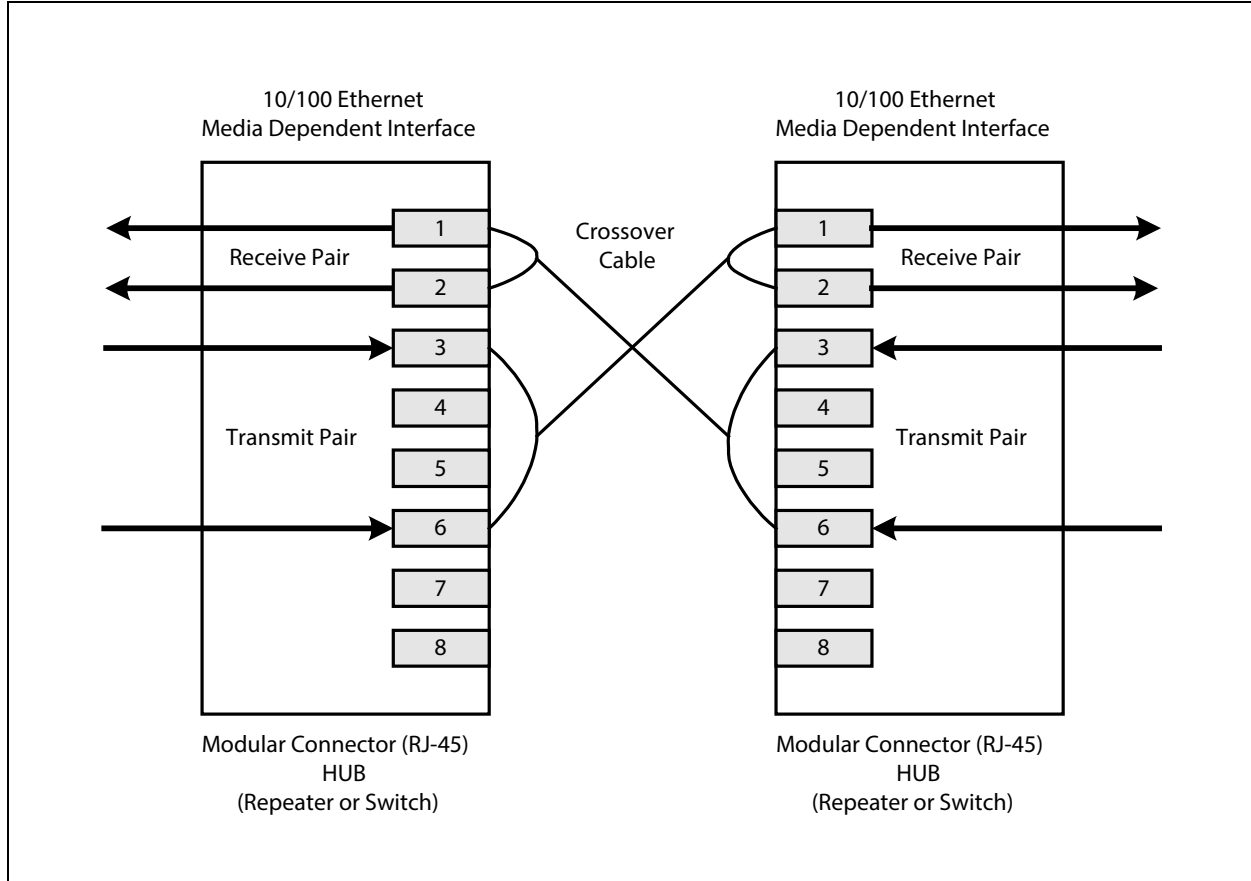 10/100 Ethernet
Media Dependent Interface
10/100 Ethernet
Media Dependent Interface
1
Receive Pair
2
3
4
Transmit Pair
5
6
7
8
Crossover
Cable
1
Receive Pair
2
3
4
Transmit Pair
5
6
7
8
Modular Connector (RJ-45)
HUB
(Repeater or Switch)
Modular Connector (RJ-45)
HUB
(Repeater or Switch)